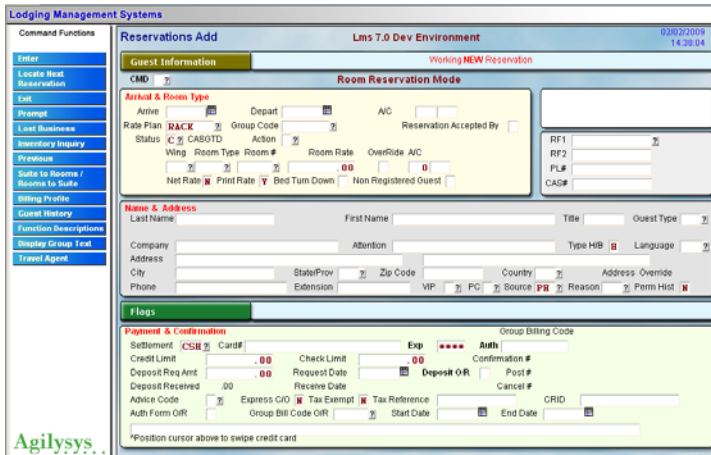 Lodging Management Systems
Command Functions
Enter
Locate Next
Reservation
Exit
Prompt
Lost Business
Inventory Inquiry
Previous
Suite to Rooms /
Rooms to Suite
Billing Profile
Guest History
Function Descriptions
Display Group Text
Travel Agent
Agilysys
Reservations Add Lms 7.0 Dev Environment 02/02/2009
14:38:04
Guest Information Working NEW Reservation
CMD ? Room Reservation Mode
Arrival & Room Type
Arrive Depart A/C
Rate Plan RACK ? Group Code ? Reservation Accepted By
Status C ? CASGTD Action ?
Wing Room Type Room # Room Rate OverRide A/C
? ? ? .00 0
Net Rate N Print Rate Y Bed Turn Down Non Registered Guest
RF1 ?
RF2
PL#
CAS#
Name & Address
Last Name First Name Title Guest Type ?
Company Attention Type H/B H Language ?
Address
City State/Prov ? Zip Code Country ? Address Override
Phone Extension VIP ? PC ? Source PH ? Reason ? Perm Hist N
Flags
Payment & Confirmation Group Billing Code
Settlement CSH ? Card# Exp **** Auth
Credit Limit .00 Check Limit .00 Confirmation #
Deposit Req Amt .00 Request Date Deposit O/R Post #
Deposit Received .00 Receive Date Cancel #
Advice Code ? Express C/O N Tax Exempt N Tax Reference CRID
Auth Form O/R Group Bill Code O/R ? Start Date End Date
^Position cursor above to swipe credit card